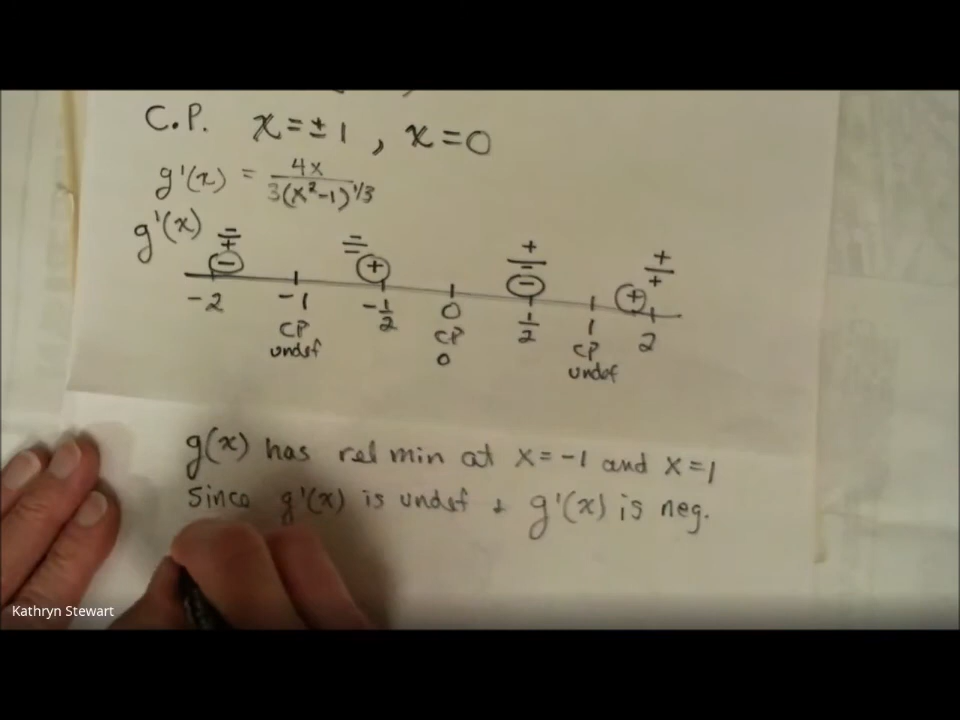 C.P. x = ± 1 , x = 0
g'(x) = 4x / 3(x²-1)^1/3
g'(x) -/+ (-) -/- (+) +/- (-) +/+ (+)
-2 -1 -1/2 0 1/2 1 2
CP CP CP
undef 0 undef
g(x) has rel min at x = -1 and x = 1
Since g'(x) is undef + g'(x) is neg.
Kathryn Stewart